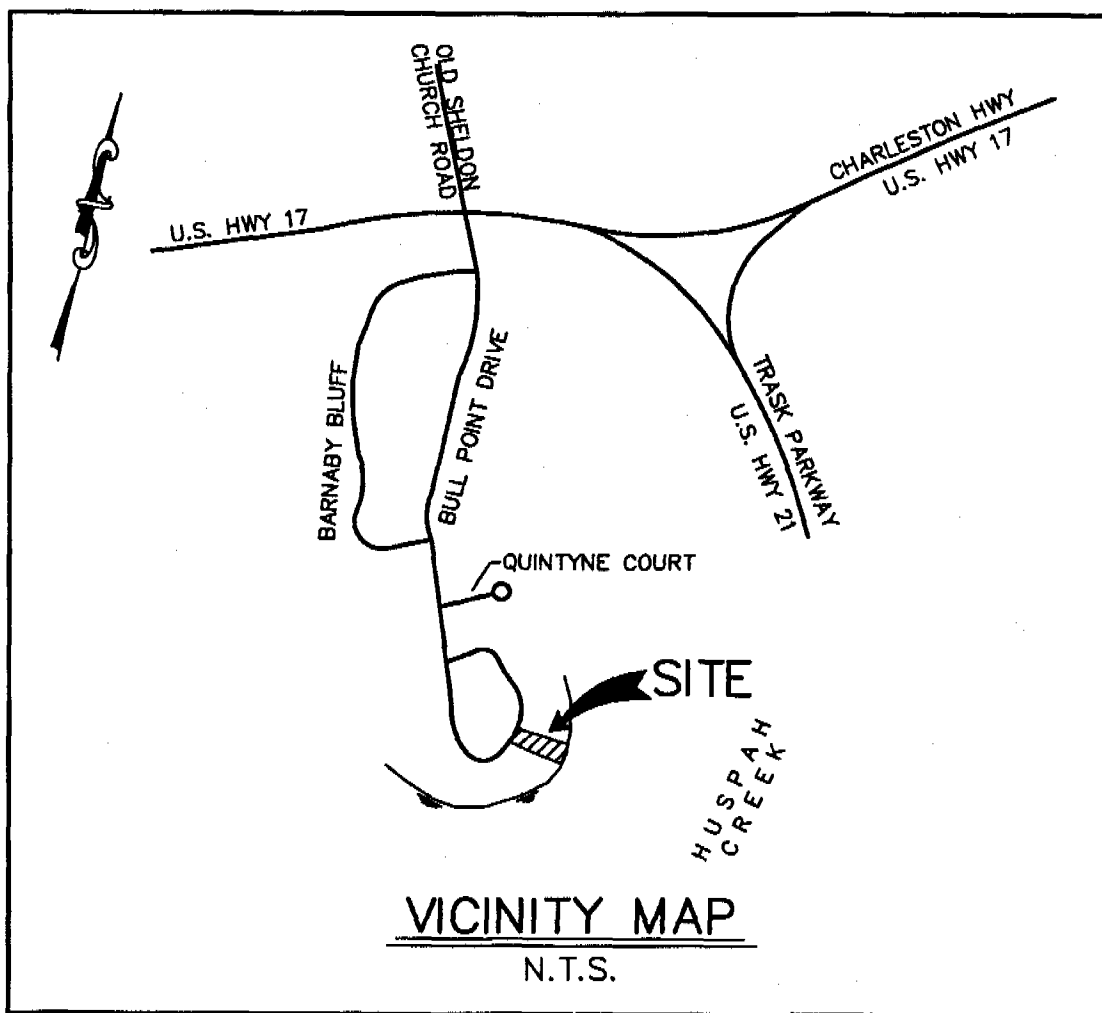 OLD SHELDON
CHURCH ROAD
CHARLESTON HWY
U.S. HWY 17
U.S. HWY 17
BARNABY BLUFF
BULL POINT DRIVE
TRASK PARKWAY
U.S. HWY 21
QUINTYNE COURT
SITE
HUSPAH
CREEK
VICINITY MAP
N.T.S.